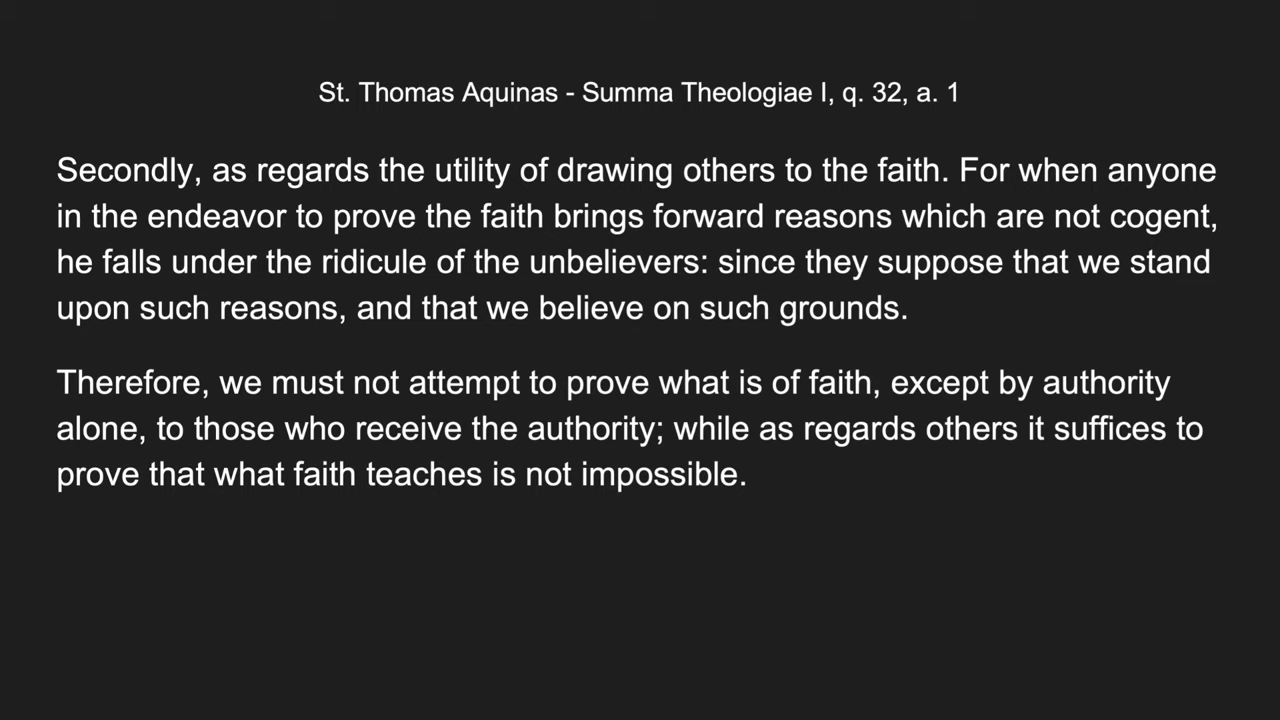 St. Thomas Aquinas - Summa Theologiae I, q. 32, a. 1
Secondly, as regards the utility of drawing others to the faith. For when anyone
in the endeavor to prove the faith brings forward reasons which are not cogent,
he falls under the ridicule of the unbelievers: since they suppose that we stand
upon such reasons, and that we believe on such grounds.
Therefore, we must not attempt to prove what is of faith, except by authority
alone, to those who receive the authority; while as regards others it suffices to
prove that what faith teaches is not impossible.